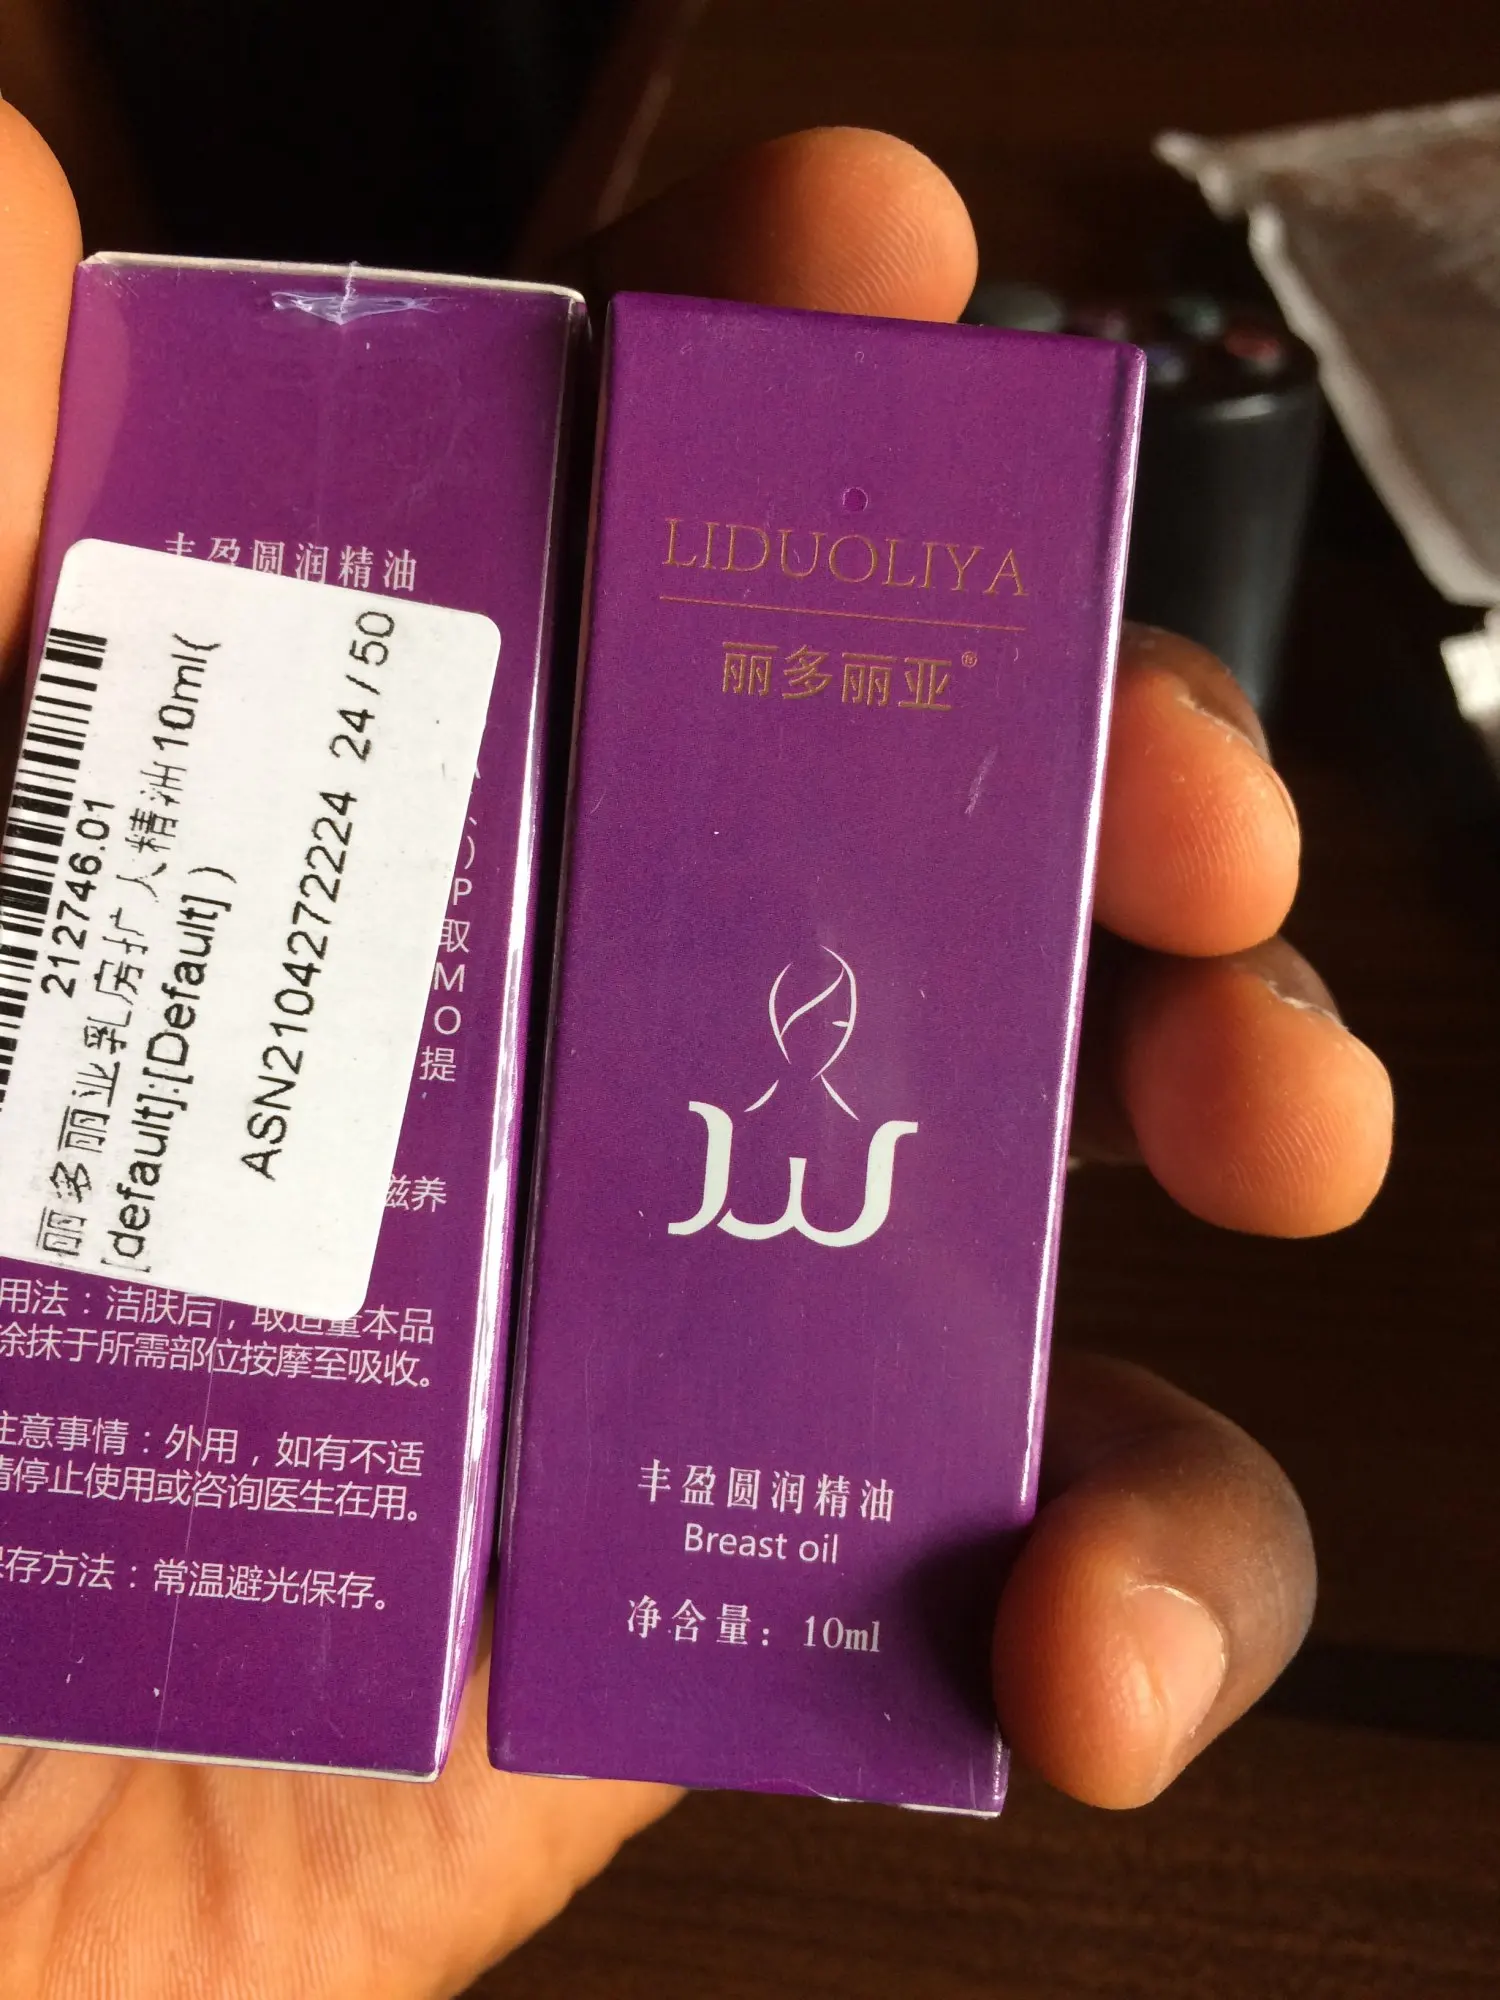 丰盈圆润精油
212746.01
丽多丽亚乳房扩大精油10ml(
[default]:[Default] )
ASN2104272224 24/50
P
取
M
O
提
滋养
用法：洁肤后，取适量本品
涂抹于所需部位按摩至吸收。
注意事情：外用，如有不适
请停止使用或咨询医生在用。
保存方法：常温避光保存。
LIDUOLIYA
丽多丽亚®
丰盈圆润精油
Breast oil
净含量：10ml